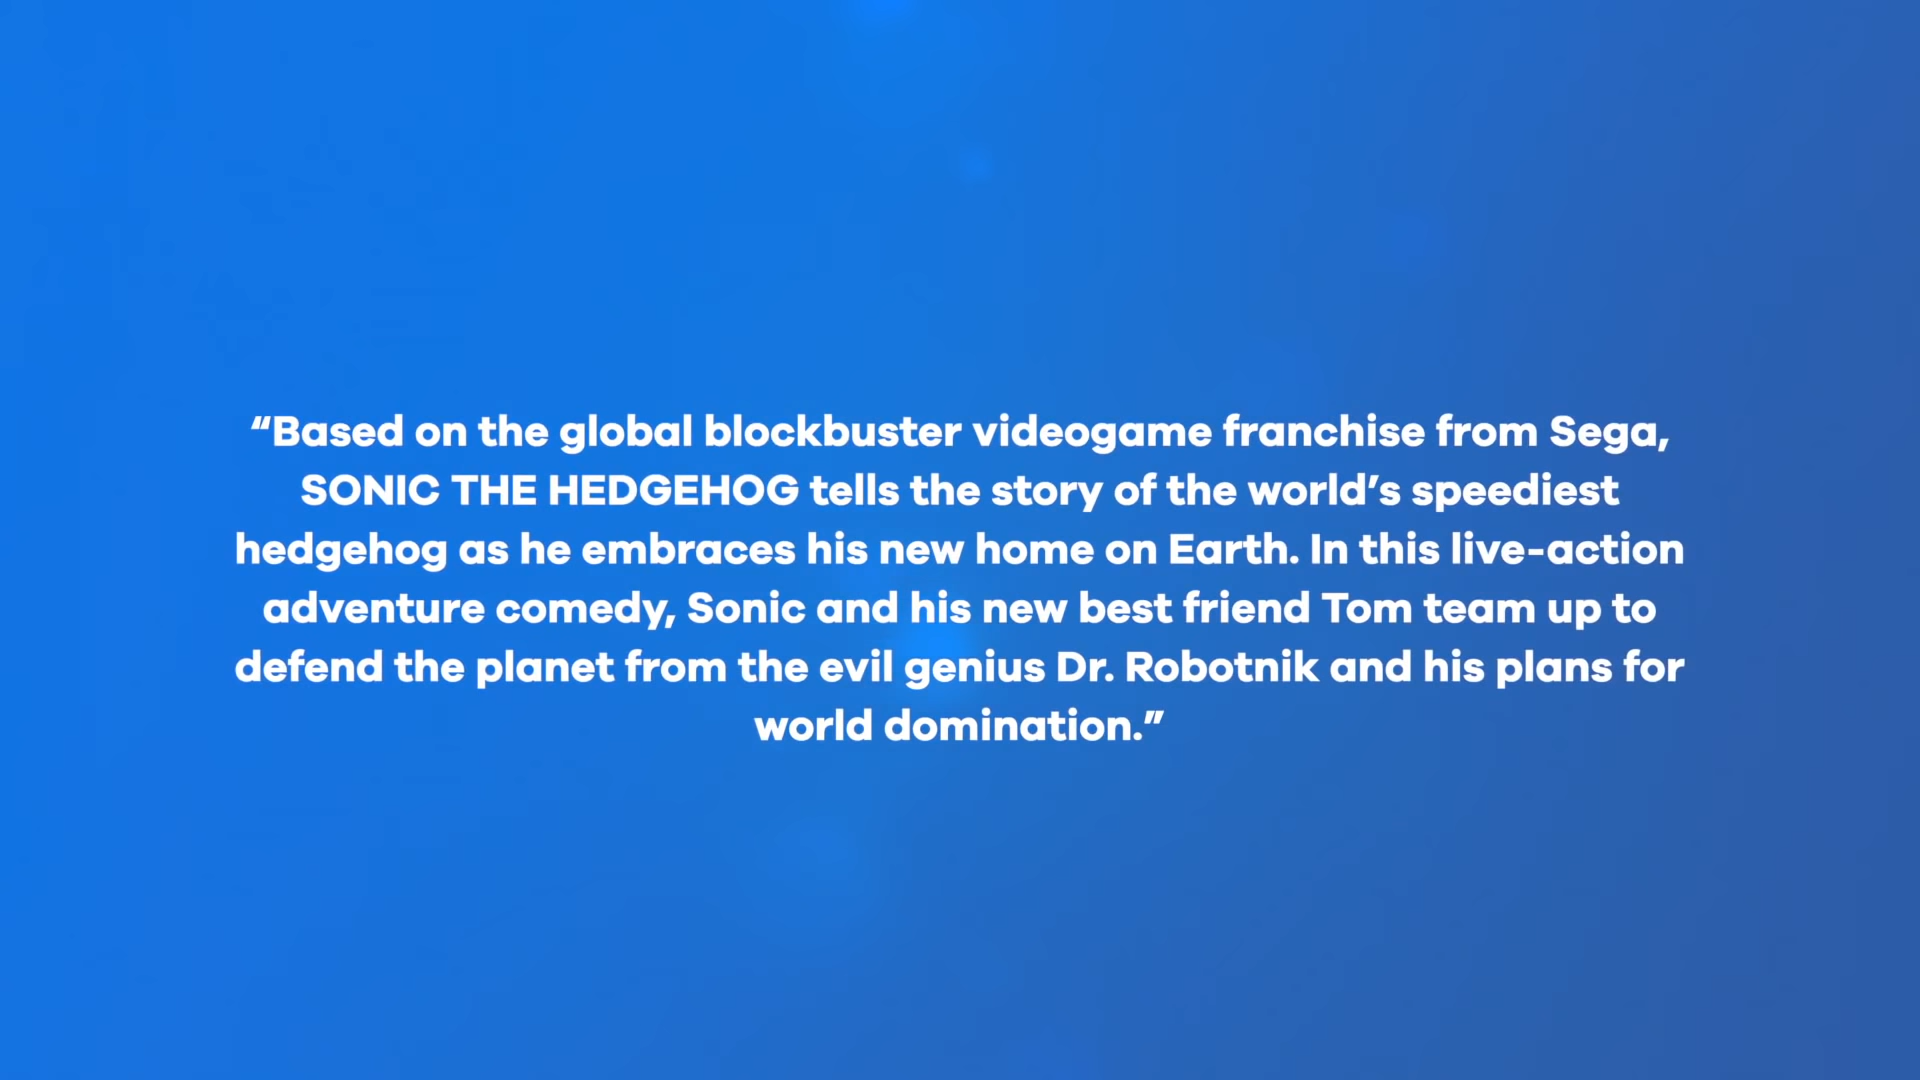 “Based on the global blockbuster videogame franchise from Sega,
SONIC THE HEDGEHOG tells the story of the world’s speediest
hedgehog as he embraces his new home on Earth. In this live-action
adventure comedy, Sonic and his new best friend Tom team up to
defend the planet from the evil genius Dr. Robotnik and his plans for
world domination.”